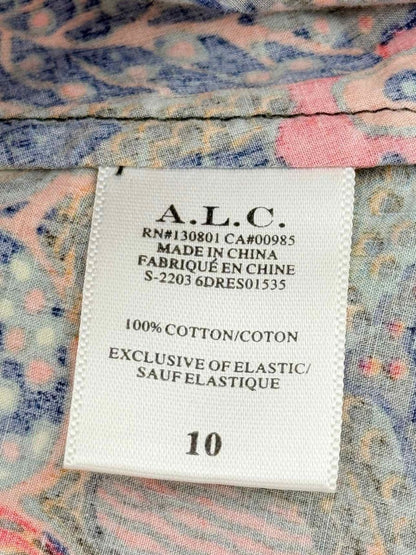 A.L.C.
RN#130801 CA#00985
MADE IN CHINA
FABRIQUÉ EN CHINE
S-2203 6DRES01535
100% COTTON/COTON
EXCLUSIVE OF ELASTIC/
SAUF ELASTIQUE
10